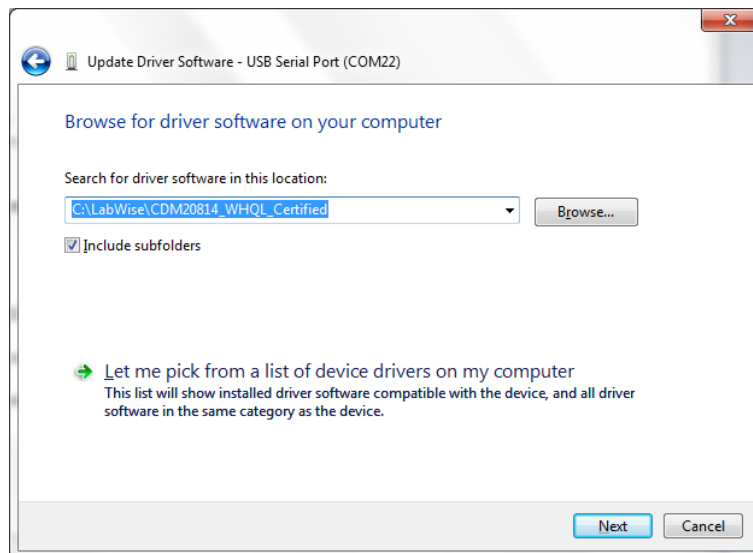 Update Driver Software - USB Serial Port (COM22)
Browse for driver software on your computer
Search for driver software in this location:
C:\LabWise\CDM20814_WHQL_Certified
Browse...
Include subfolders
Let me pick from a list of device drivers on my computer
This list will show installed driver software compatible with the device, and all driver
software in the same category as the device.
Next
Cancel